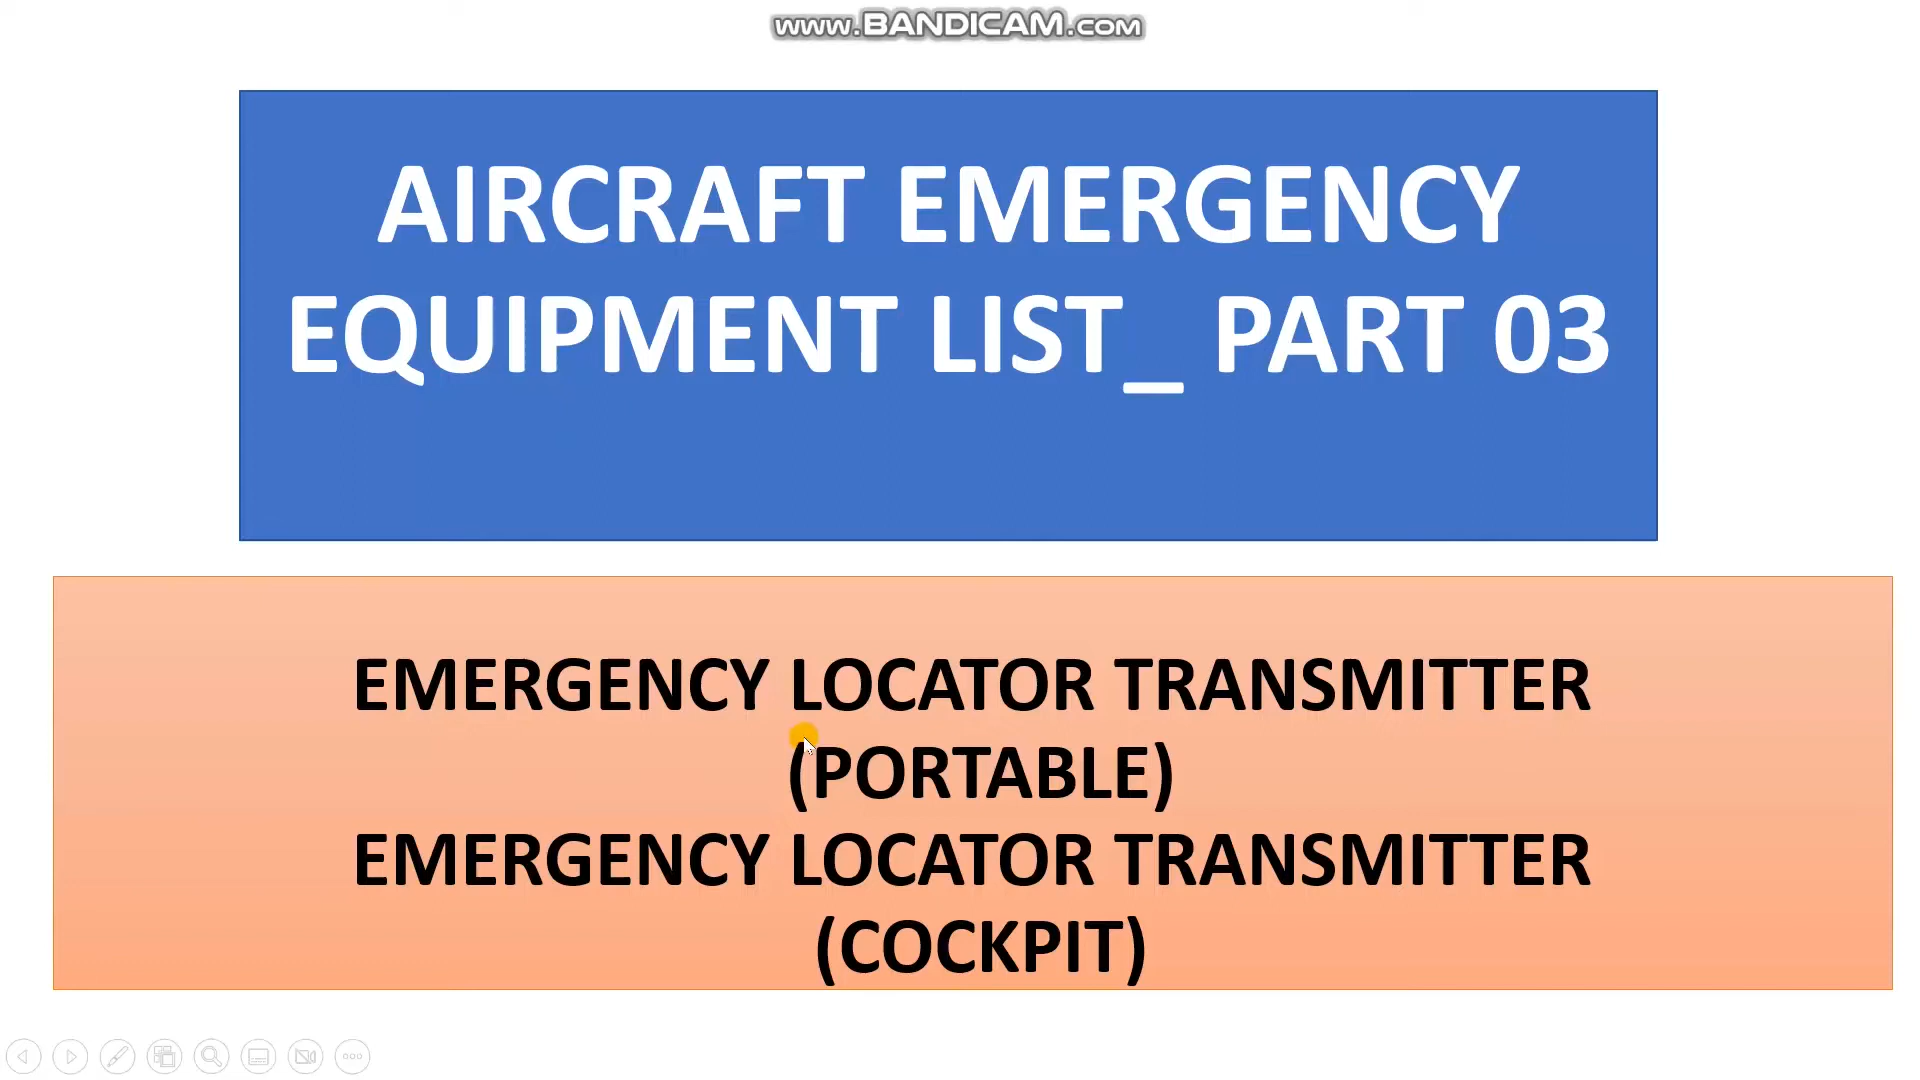 www.BANDICAM.com
AIRCRAFT EMERGENCY
EQUIPMENT LIST_ PART 03
EMERGENCY LOCATOR TRANSMITTER
(PORTABLE)
EMERGENCY LOCATOR TRANSMITTER
(COCKPIT)